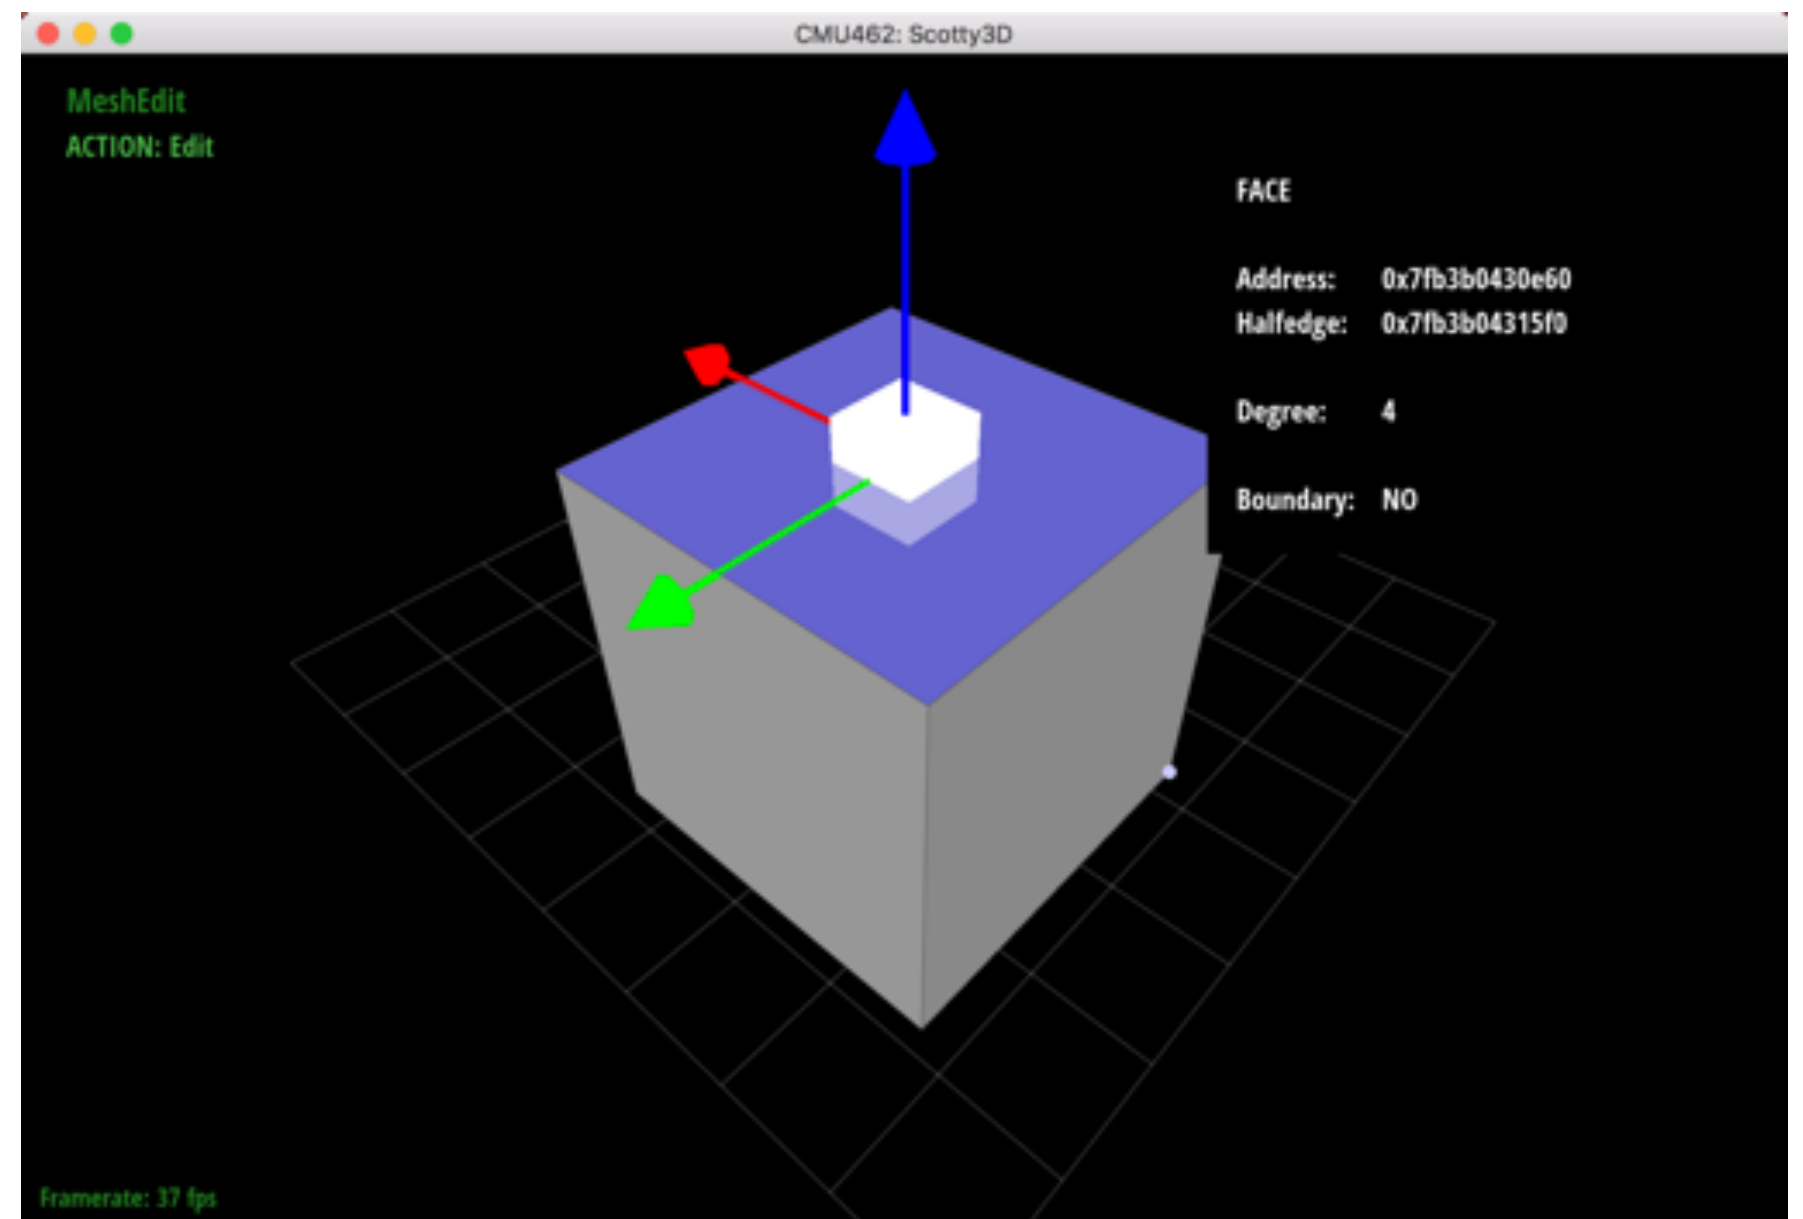 CMU462: Scotty3D
MeshEdit
ACTION: Edit
FACE
Address: 0x7fb3b0430e60
Halfedge: 0x7fb3b04315f0
Degree: 4
Boundary: NO
Framerate: 37 fps